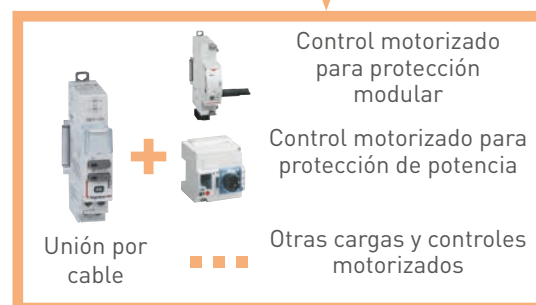 Control motorizado
para protección
modular
Control motorizado para
protección de potencia
Unión por
cable
Otras cargas y controles
motorizados